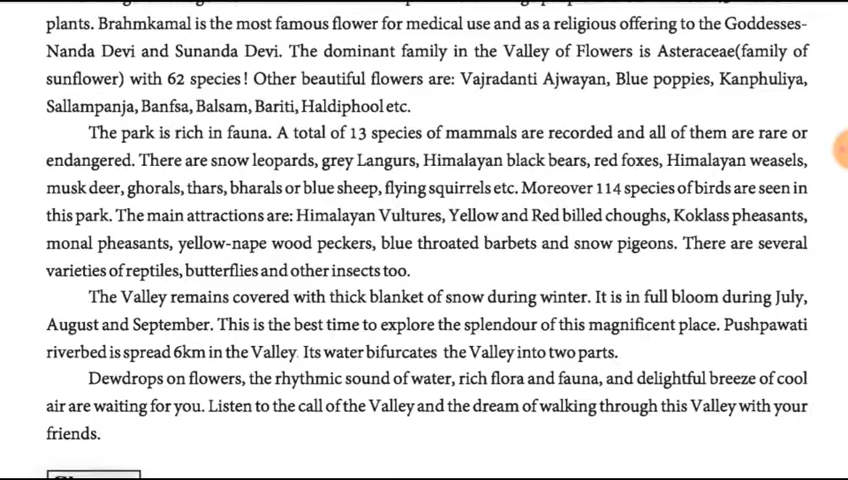 plants. Brahmkamal is the most famous flower for medical use and as a religious offering to the Goddesses-
Nanda Devi and Sunanda Devi. The dominant family in the Valley of Flowers is Asteraceae(family of
sunflower) with 62 species! Other beautiful flowers are: Vajradanti Ajwayan, Blue poppies, Kanphuliya,
Sallampanja, Banfsa, Balsam, Bariti, Haldiphool etc.
The park is rich in fauna. A total of 13 species of mammals are recorded and all of them are rare or
endangered. There are snow leopards, grey Langurs, Himalayan black bears, red foxes, Himalayan weasels,
musk deer, ghorals, thars, bharals or blue sheep, flying squirrels etc. Moreover 114 species of birds are seen in
this park. The main attractions are: Himalayan Vultures, Yellow and Red billed choughs, Koklass pheasants,
monal pheasants, yellow-nape wood peckers, blue throated barbets and snow pigeons. There are several
varieties of reptiles, butterflies and other insects too.
The Valley remains covered with thick blanket of snow during winter. It is in full bloom during July,
August and September. This is the best time to explore the splendour of this magnificent place. Pushpawati
riverbed is spread 6km in the Valley. Its water bifurcates the Valley into two parts.
Dewdrops on flowers, the rhythmic sound of water, rich flora and fauna, and delightful breeze of cool
air are waiting for you. Listen to the call of the Valley and the dream of walking through this Valley with your
friends.